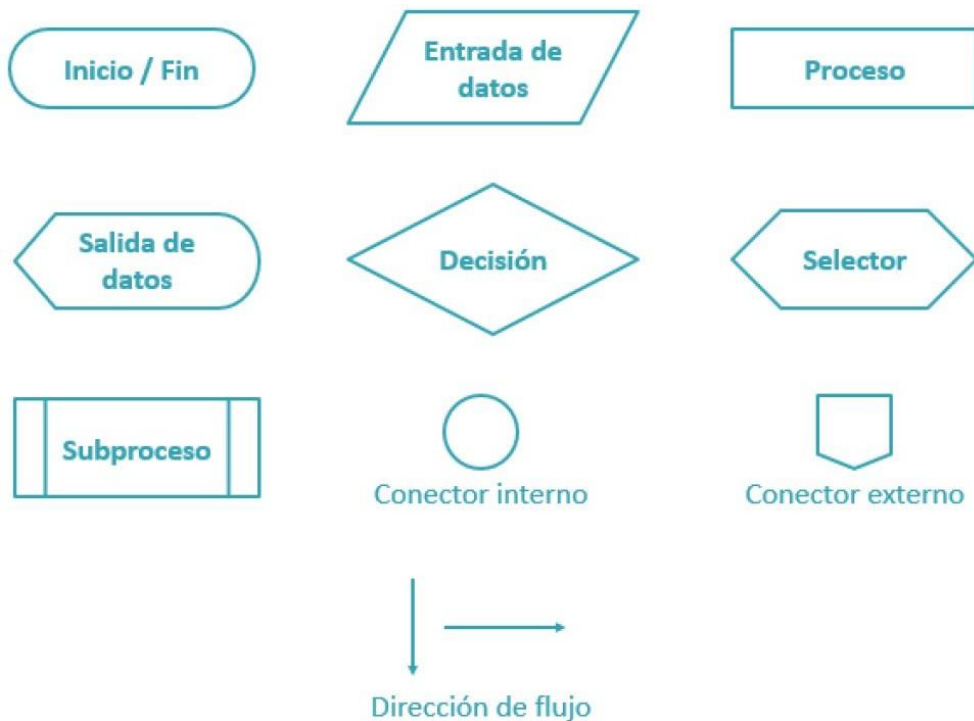 Inicio / Fin
Entrada de
datos
Proceso
Salida de
datos
Decisión
Selector
Subproceso
Conector interno
Conector externo
Dirección de flujo